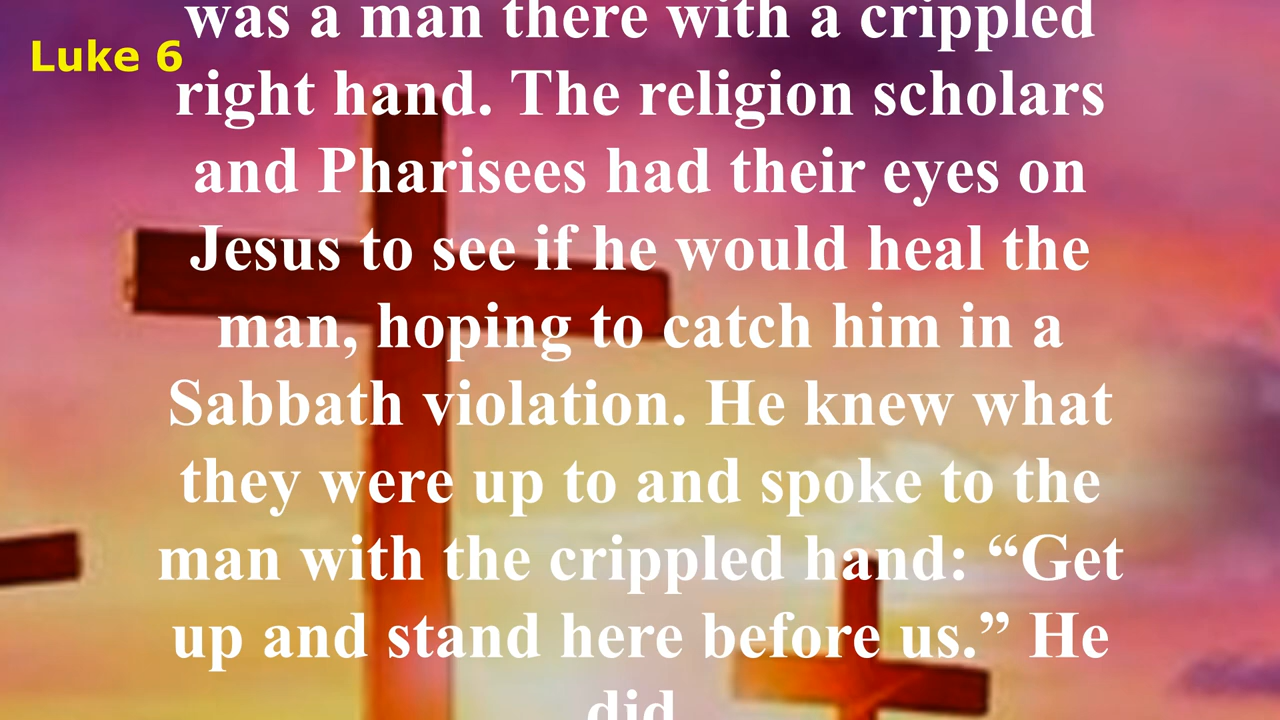 was a man there with a crippled
Luke 6
right hand. The religion scholars
and Pharisees had their eyes on
Jesus to see if he would heal the
man, hoping to catch him in a
Sabbath violation. He knew what
they were up to and spoke to the
man with the crippled hand: “Get
up and stand here before us.” He
did.